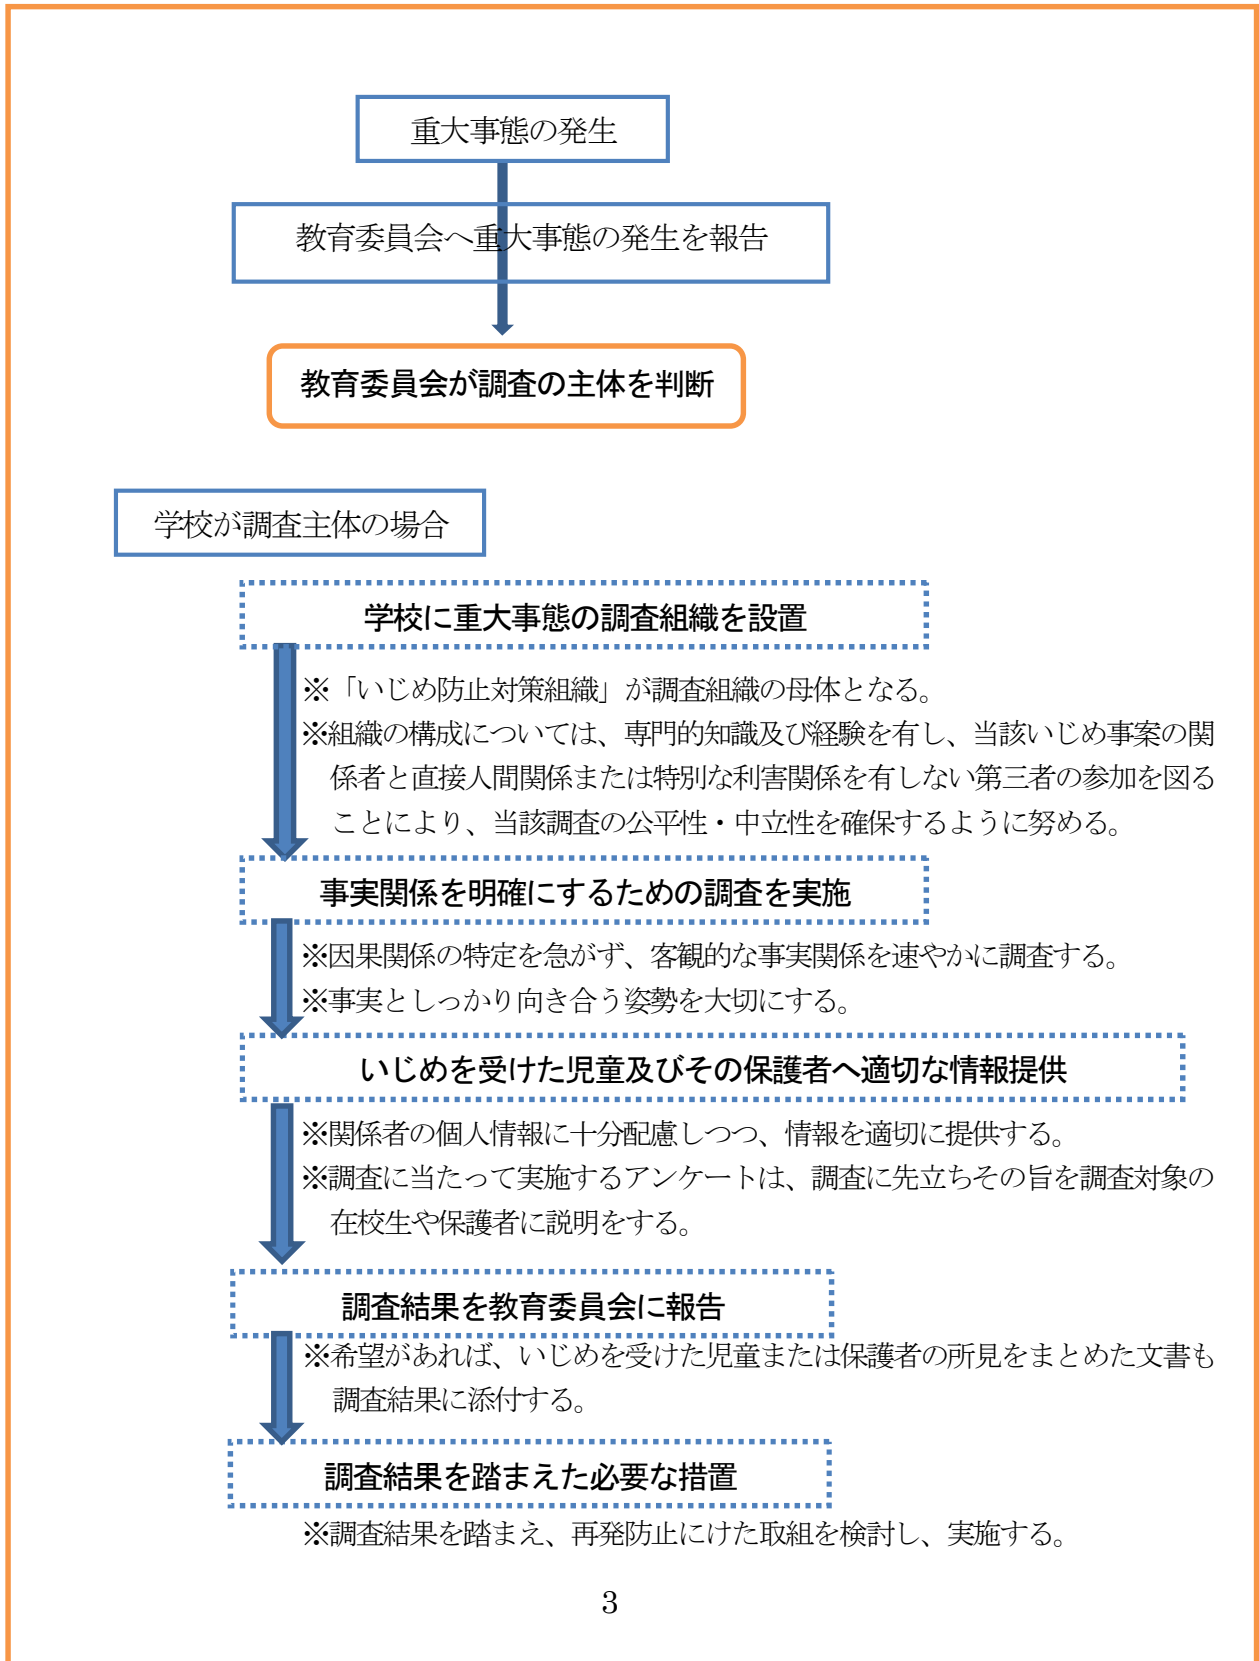 重大事態の発生
教育委員会へ重大事態の発生を報告
教育委員会が調査の主体を判断
学校が調査主体の場合
学校に重大事態の調査組織を設置
※「いじめ防止対策組織」が調査組織の母体となる。
※組織の構成については、専門的知識及び経験を有し、当該いじめ事案の関
係者と直接人間関係または特別な利害関係を有しない第三者の参加を図る
ことにより、当該調査の公平性・中立性を確保するように努める。
事実関係を明確にするための調査を実施
※因果関係の特定を急がず、客観的な事実関係を速やかに調査する。
※事実としっかり向き合う姿勢を大切にする。
いじめを受けた児童及びその保護者へ適切な情報提供
※関係者の個人情報に十分配慮しつつ、情報を適切に提供する。
※調査に当たって実施するアンケートは、調査に先立ちその旨を調査対象の
在校生や保護者に説明をする。
調査結果を教育委員会に報告
※希望があれば、いじめを受けた児童または保護者の所見をまとめた文書も
調査結果に添付する。
調査結果を踏まえた必要な措置
※調査結果を踏まえ、再発防止にけた取組を検討し、実施する。
3